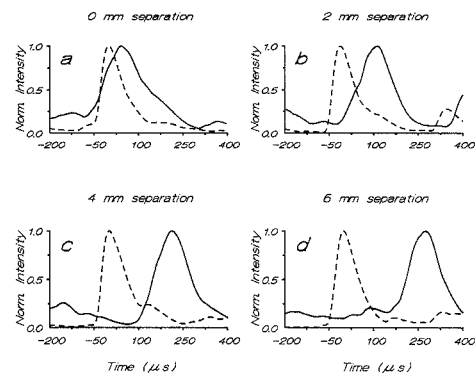 0 mm separation
2 mm separation
Norm. Intensity
1.0
0.5
0.0
a
-200 -50 100 250 400
Norm. Intensity
1.0
0.5
0.0
b
-200 -50 100 250 400
4 mm separation
6 mm separation
Norm. Intensity
1.0
0.5
0.0
c
-200 -50 100 250 400
Time (μs)
Norm. Intensity
1.0
0.5
0.0
d
-200 -50 100 250 400
Time (μs)